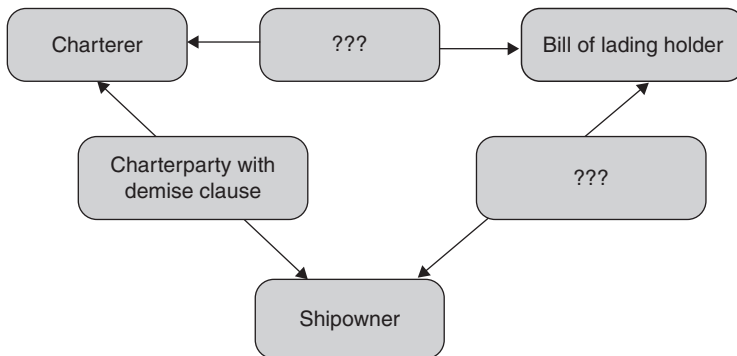 Charterer
???
Bill of lading holder
Charterparty with
demise clause
???
Shipowner